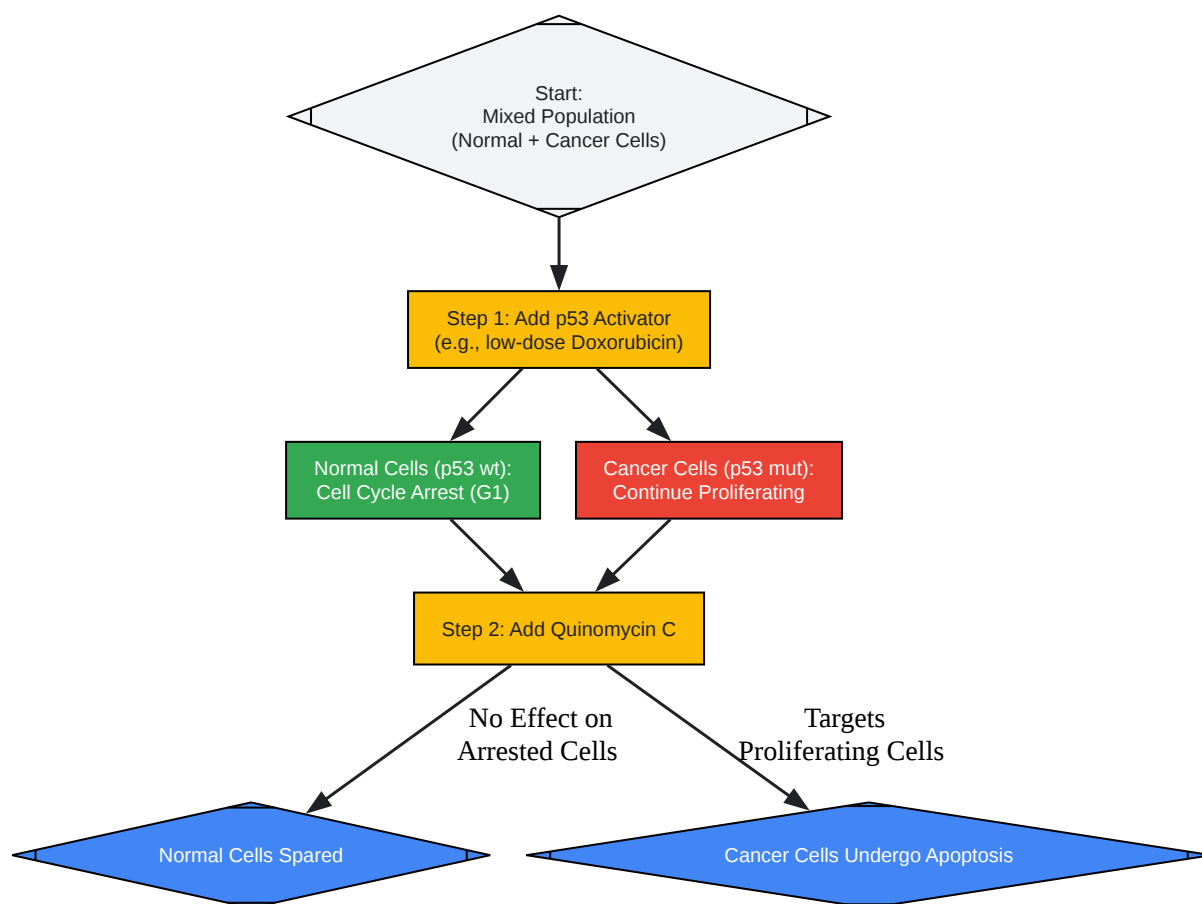 Start:
Mixed Population
(Normal + Cancer Cells)
Step 1: Add p53 Activator
(e.g., low-dose Doxorubicin)
Normal Cells (p53 wt):
Cell Cycle Arrest (G1)
Cancer Cells (p53 mut):
Continue Proliferating
Step 2: Add Quinomycin C
No Effect on
Arrested Cells
Targets
Proliferating Cells
Normal Cells Spared
Cancer Cells Undergo Apoptosis